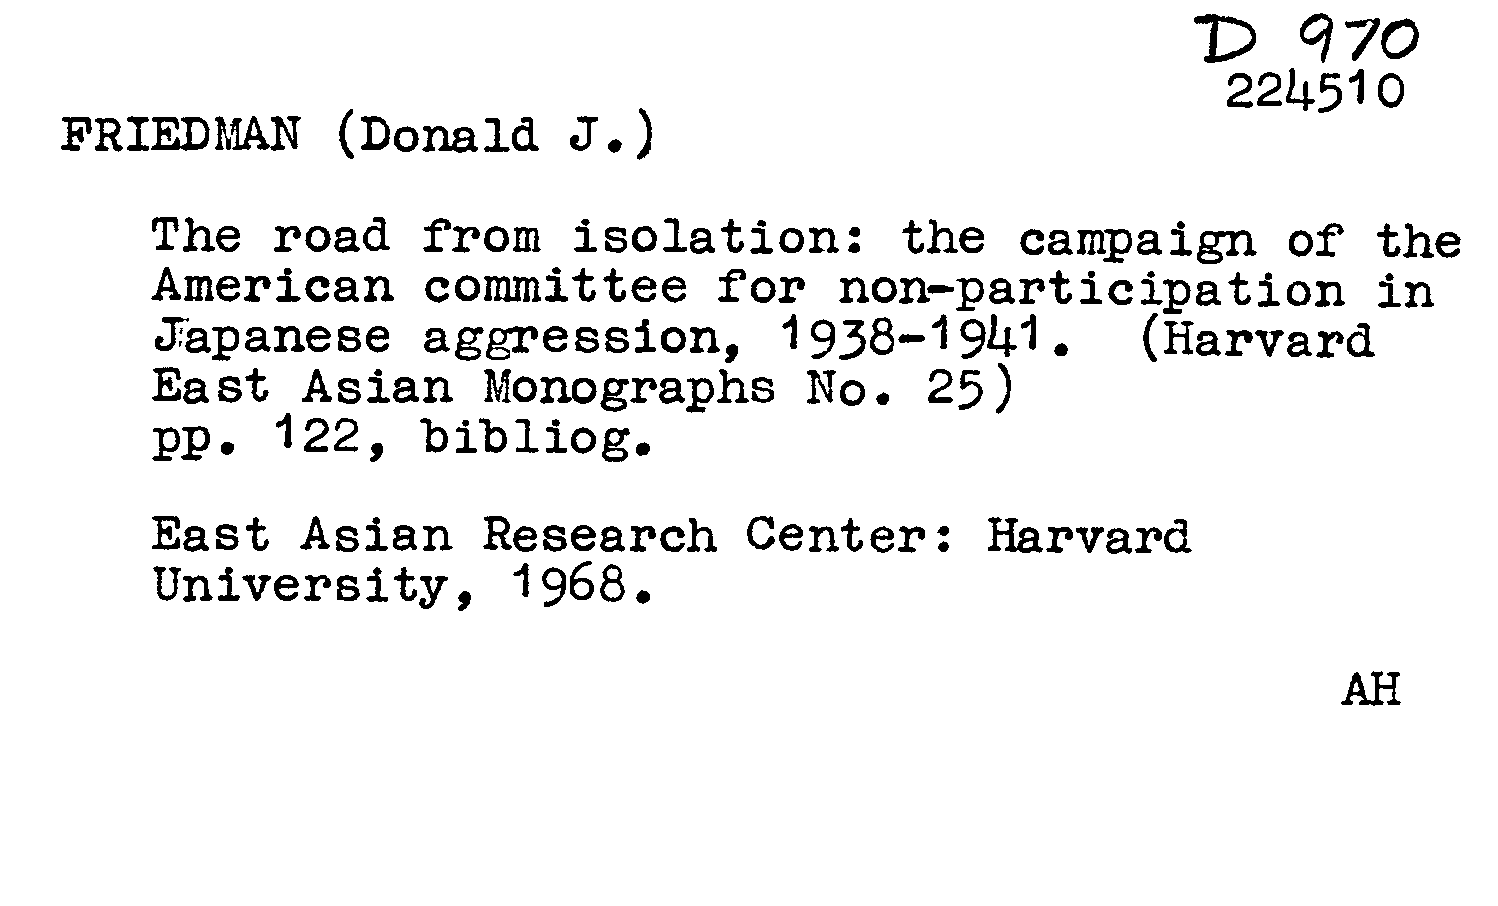 D 970
224510
FRIEDMAN (Donald J.)
The road from isolation: the campaign of the
American committee for non-participation in
Japanese aggression, 1938-1941. (Harvard
East Asian Monographs No. 25)
pp. 122, bibliog.
East Asian Research Center: Harvard
University, 1968.
AH